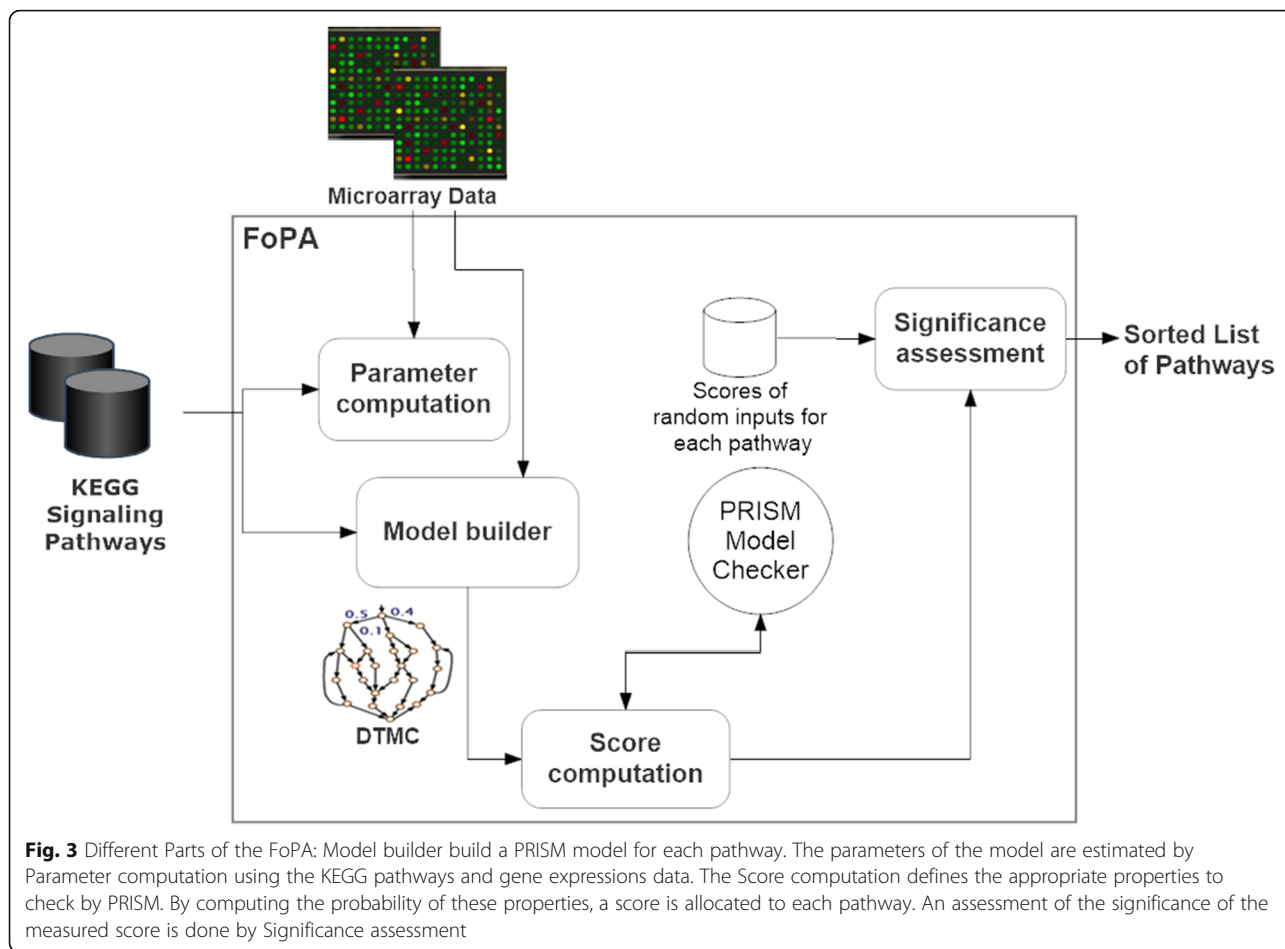 Microarray Data
FoPA
KEGG
Signaling
Pathways
Parameter
computation
Model builder
0.5
0.4
0.1
DTMC
Scores of
random inputs for
each pathway
PRISM
Model
Checker
Score
computation
Significance
assessment
Sorted List
of Pathways
Fig. 3 Different Parts of the FoPA: Model builder build a PRISM model for each pathway. The parameters of the model are estimated by
Parameter computation using the KEGG pathways and gene expressions data. The Score computation defines the appropriate properties to
check by PRISM. By computing the probability of these properties, a score is allocated to each pathway. An assessment of the significance of the
measured score is done by Significance assessment